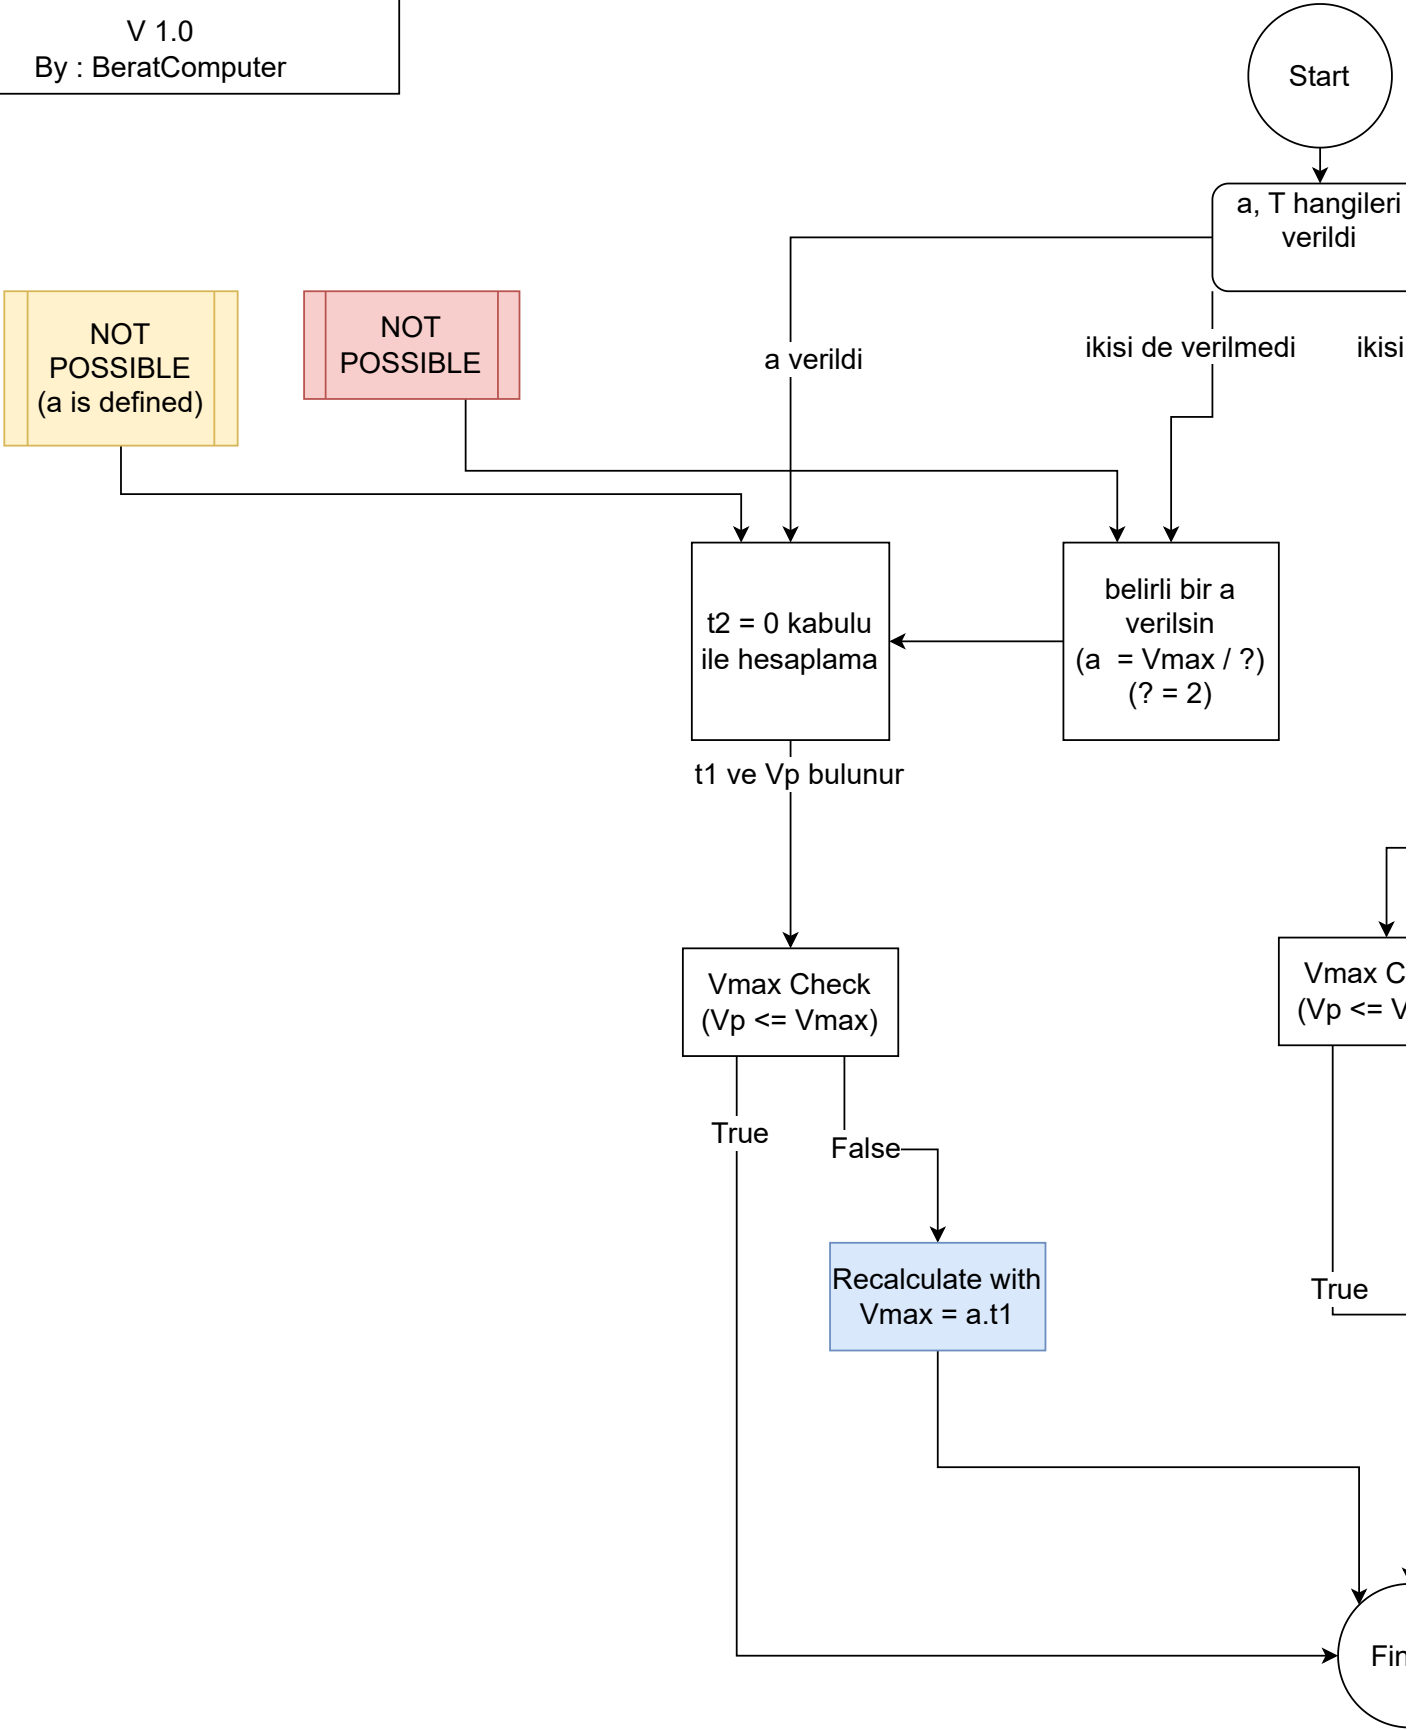 V 1.0
By : BeratComputer
Start
a, T hangileri
verildi
NOT
POSSIBLE
(a is defined)
NOT
POSSIBLE
a verildi
ikisi de verilmedi
ikisi
t2 = 0 kabulu
ile hesaplama
belirli bir a
verilsin
(a  = Vmax / ?)
(? = 2)
t1 ve Vp bulunur
Vmax Check
(Vp <= Vmax)
Vmax
(Vp <=
True
False
Recalculate with
Vmax = a.t1
True